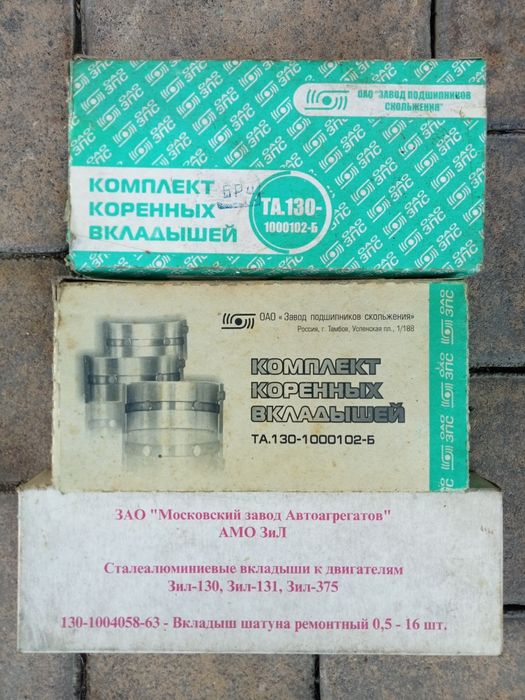 ОАО "ЗАВОД ПОДШИПНИКОВ
СКОЛЬЖЕНИЯ"
КОМПЛЕКТ
КОРЕННЫХ
ВКЛАДЫШЕЙ
ТА.130-
1000102-Б
ОАО «Завод подшипников скольжения»
Россия, г. Тамбов, Успенская пл., 1/188
КОМПЛЕКТ
КОРЕННЫХ
ВКЛАДЫШЕЙ
ТА.130-1000102-Б
ОАО ЗПС
ЗАО "Московский завод Автоагрегатов"
АМО ЗиЛ
Сталеалюминиевые вкладыши к двигателям
Зил-130, Зил-131, Зил-375
130-1004058-63 - Вкладыш шатуна ремонтный 0,5 - 16 шт.